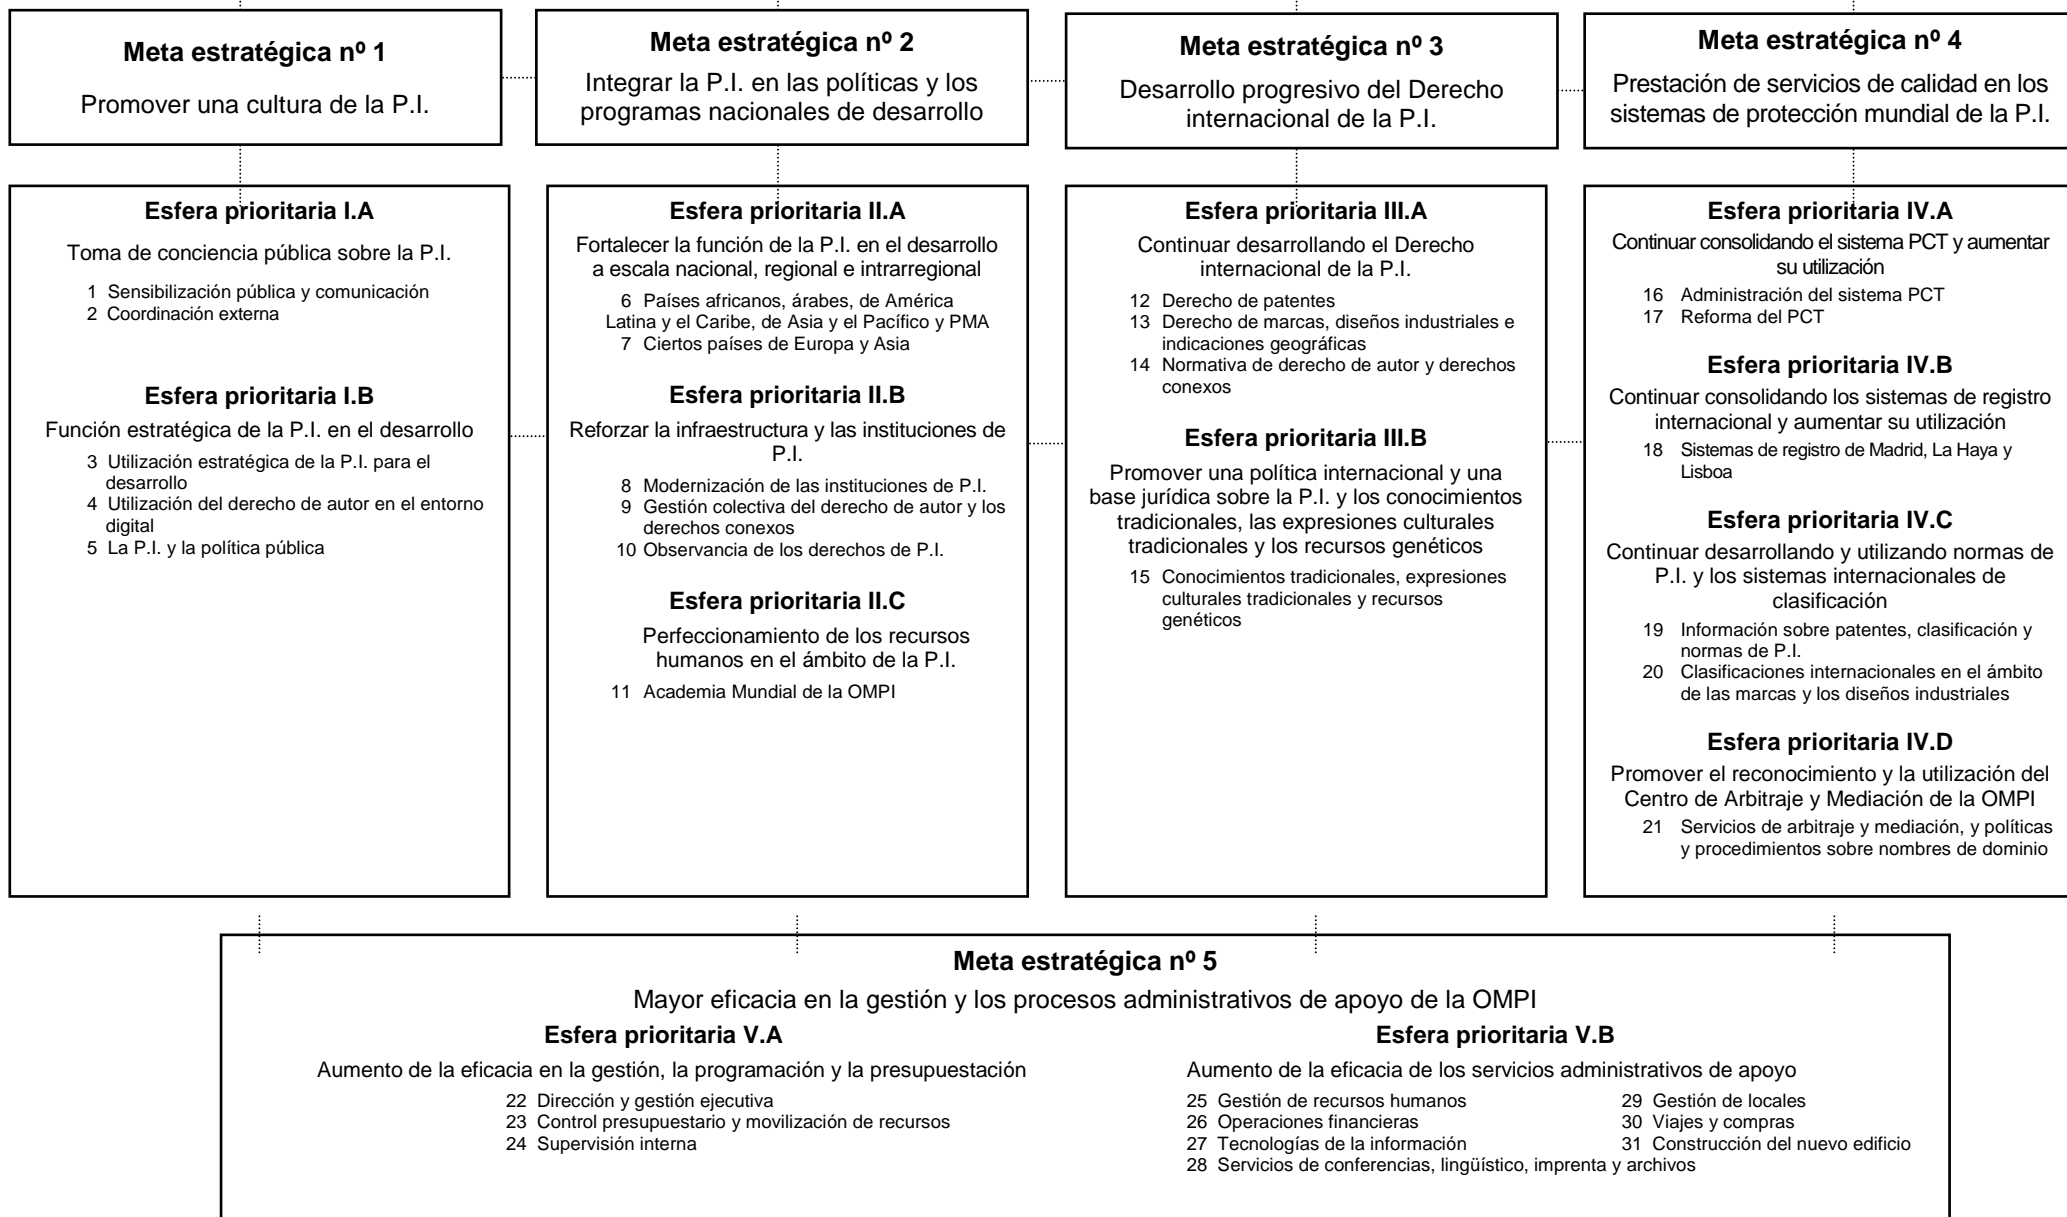 Meta estratégica nº 1
Promover una cultura de la P.I.
Meta estratégica nº 2
Integrar la P.I. en las políticas y los
programas nacionales de desarrollo
Meta estratégica nº 3
Desarrollo progresivo del Derecho
internacional de la P.I.
Meta estratégica nº 4
Prestación de servicios de calidad en los
sistemas de protección mundial de la P.I.
Esfera prioritaria I.A
Toma de conciencia pública sobre la P.I.
1 Sensibilización pública y comunicación
2 Coordinación externa
Esfera prioritaria I.B
Función estratégica de la P.I. en el desarrollo
3 Utilización estratégica de la P.I. para el
desarrollo
4 Utilización del derecho de autor en el entorno
digital
5 La P.I. y la política pública
Esfera prioritaria II.A
Fortalecer la función de la P.I. en el desarrollo
a escala nacional, regional e intrarregional
6 Países africanos, árabes, de América
Latina y el Caribe, de Asia y el Pacífico y PMA
7 Ciertos países de Europa y Asia
Esfera prioritaria II.B
Reforzar la infraestructura y las instituciones de
P.I.
8 Modernización de las instituciones de P.I.
9 Gestión colectiva del derecho de autor y los
derechos conexos
10 Observancia de los derechos de P.I.
Esfera prioritaria II.C
Perfeccionamiento de los recursos
humanos en el ámbito de la P.I.
11 Academia Mundial de la OMPI
Esfera prioritaria III.A
Continuar desarrollando el Derecho
internacional de la P.I.
12 Derecho de patentes
13 Derecho de marcas, diseños industriales e
indicaciones geográficas
14 Normativa de derecho de autor y derechos
conexos
Esfera prioritaria III.B
Promover una política internacional y una
base jurídica sobre la P.I. y los conocimientos
tradicionales, las expresiones culturales
tradicionales y los recursos genéticos
15 Conocimientos tradicionales, expresiones
culturales tradicionales y recursos
genéticos
Esfera prioritaria IV.A
Continuar consolidando el sistema PCT y aumentar
su utilización
16 Administración del sistema PCT
17 Reforma del PCT
Esfera prioritaria IV.B
Continuar consolidando los sistemas de registro
internacional y aumentar su utilización
18 Sistemas de registro de Madrid, La Haya y
Lisboa
Esfera prioritaria IV.C
Continuar desarrollando y utilizando normas de
P.I. y los sistemas internacionales de
clasificación
19 Información sobre patentes, clasificación y
normas de P.I.
20 Clasificaciones internacionales en el ámbito
de las marcas y los diseños industriales
Esfera prioritaria IV.D
Promover el reconocimiento y la utilización del
Centro de Arbitraje y Mediación de la OMPI
21 Servicios de arbitraje y mediación, y políticas
y procedimientos sobre nombres de dominio
Meta estratégica nº 5
Mayor eficacia en la gestión y los procesos administrativos de apoyo de la OMPI
Esfera prioritaria V.A
Aumento de la eficacia en la gestión, la programación y la presupuestación
22 Dirección y gestión ejecutiva
23 Control presupuestario y movilización de recursos
24 Supervisión interna
Esfera prioritaria V.B
Aumento de la eficacia de los servicios administrativos de apoyo
25 Gestión de recursos humanos
26 Operaciones financieras
27 Tecnologías de la información
28 Servicios de conferencias, lingüístico, imprenta y archivos
29 Gestión de locales
30 Viajes y compras
31 Construcción del nuevo edificio